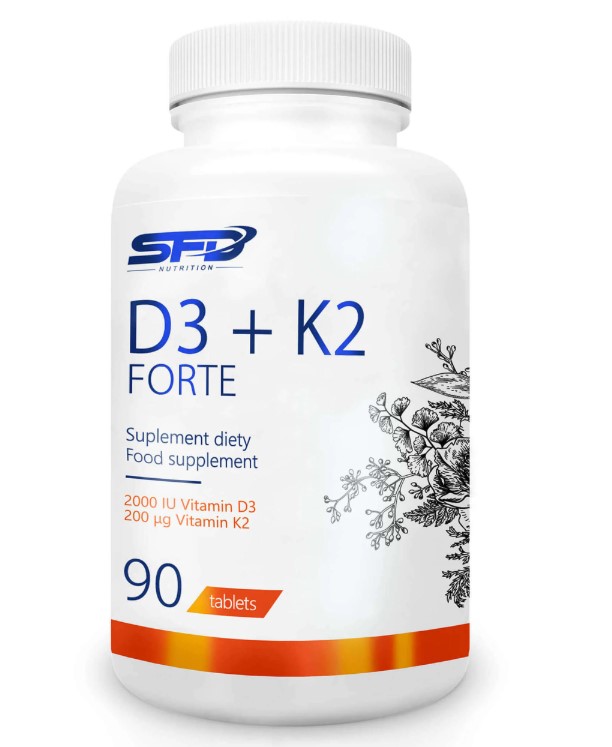 SFD
NUTRITION
D3 + K2
FORTE
Suplement diety
Food supplement
2000 IU Vitamin D3
200 µg Vitamin K2
90 tablets